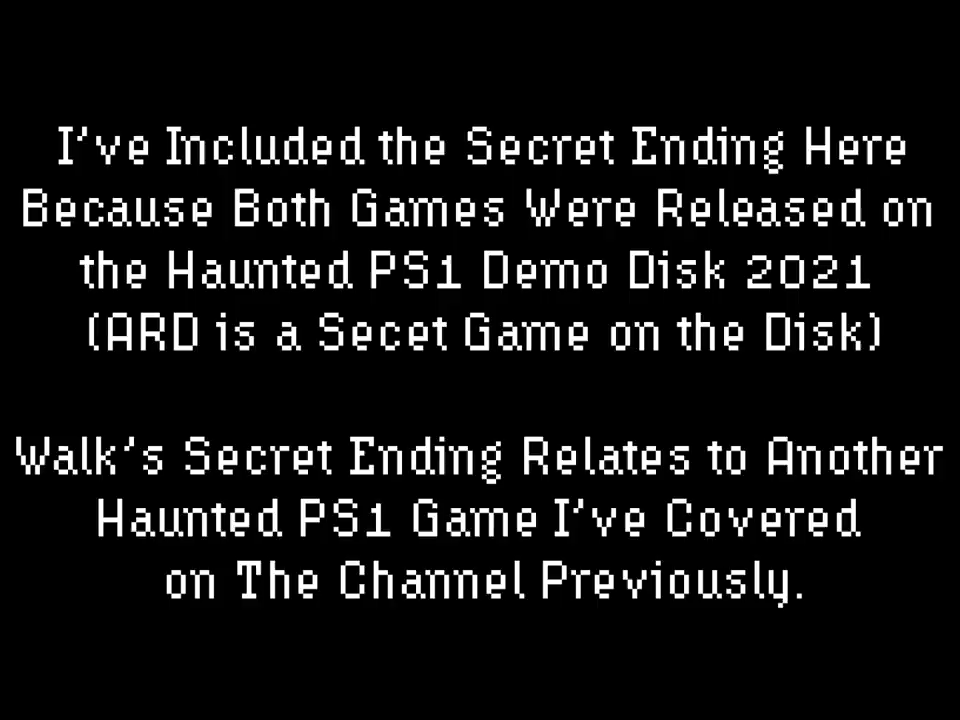 I've Included the Secret Ending Here
Because Both Games Were Released on
the Haunted PS1 Demo Disk 2021
(ARD is a Secet Game on the Disk)
Walk's Secret Ending Relates to Another
Haunted PS1 Game I've Covered
on The Channel Previously.